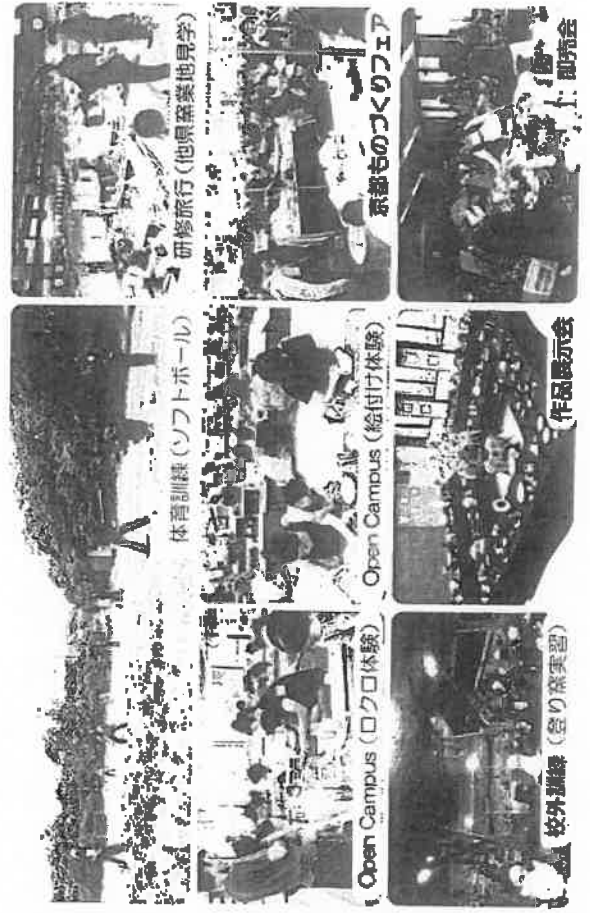 体育訓練(ソフトボール)
研修旅行(他県窯業地見学)
Open Campus(ロクロ体験)
Open Campus(絵付け体験)
京都ものづくりフェア
校外訓練(登り窯実習)
作品展示会
即売会